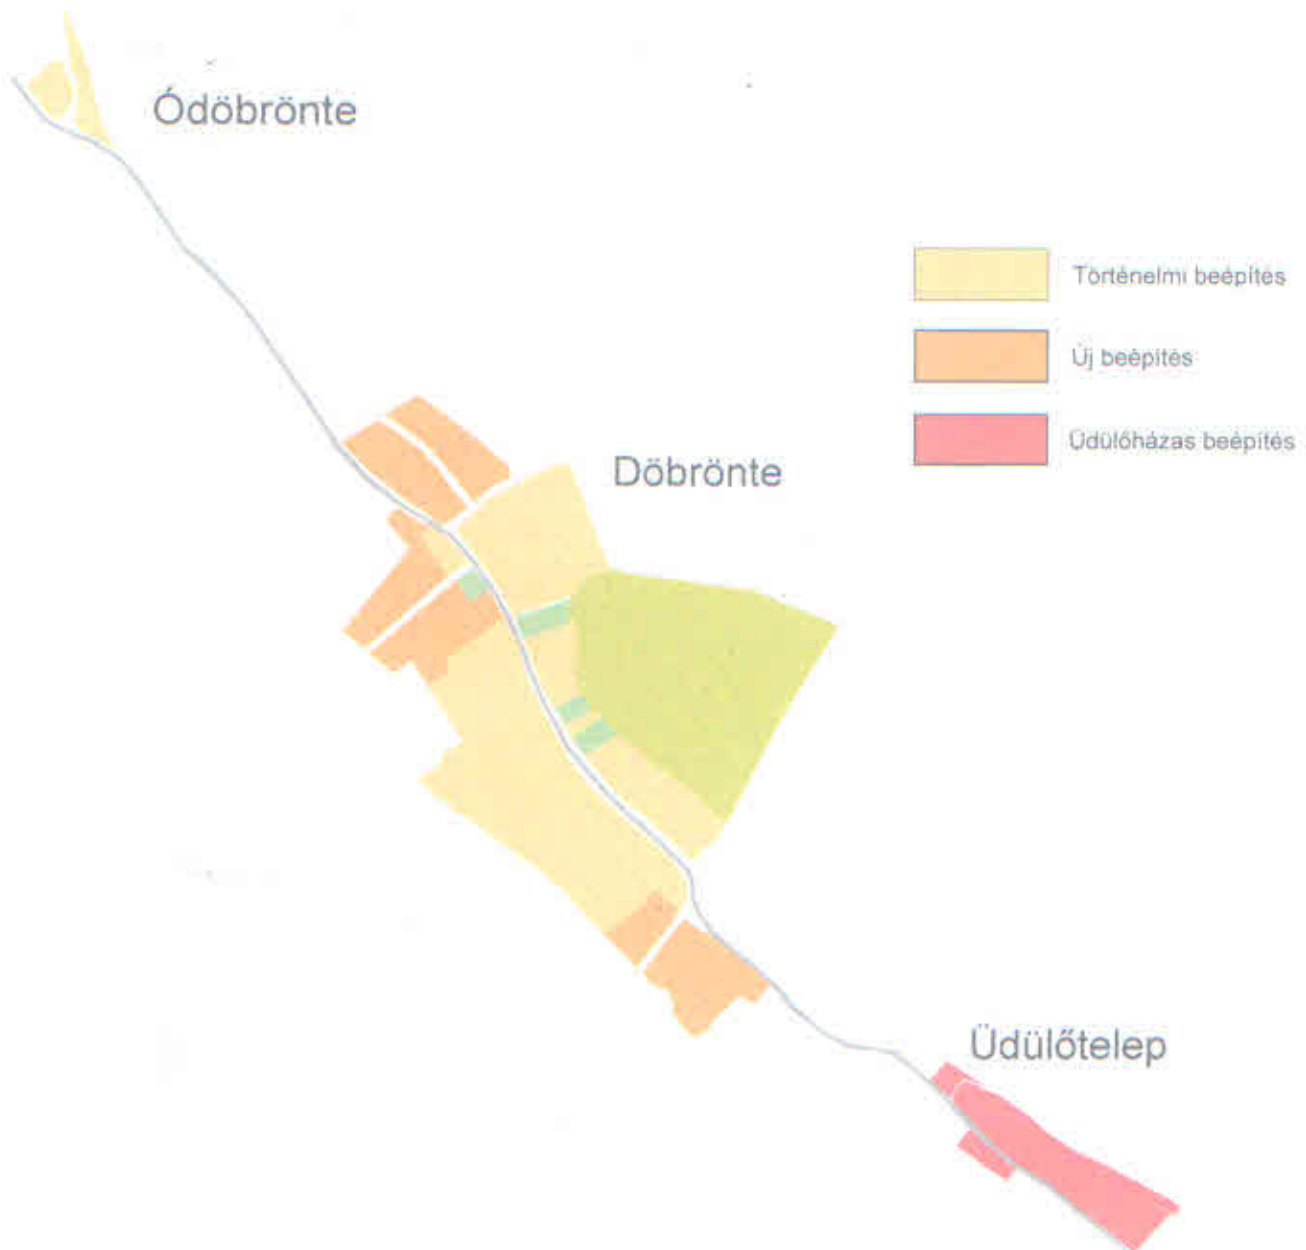 Ódöbrönte
Történelmi beépítés
Új beépítés
Üdülőházas beépítés
Döbrönte
Üdülőtelep